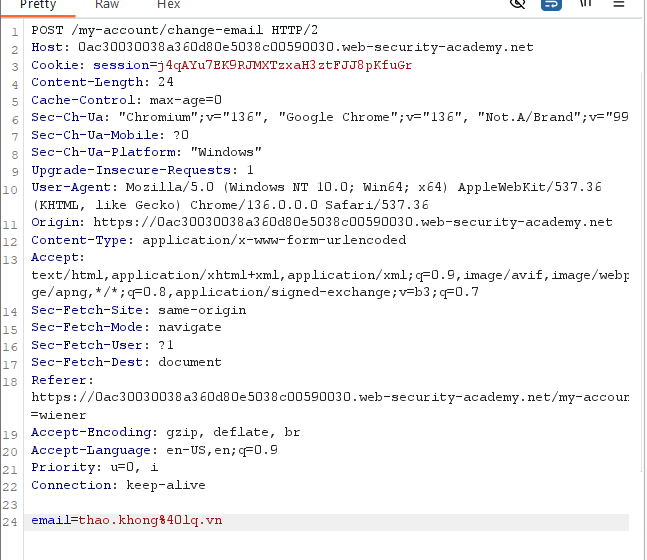 Pretty Raw Hex \n
1 POST /my-account/change-email HTTP/2
2 Host: 0ac30030038a360d80e5038c00590030.web-security-academy.net
3 Cookie: session=j4qAYu7EK9RJMXTzxaH3ztFJJ8pKfuGr
4 Content-Length: 24
5 Cache-Control: max-age=0
6 Sec-Ch-Ua: "Chromium";v="136", "Google Chrome";v="136", "Not.A/Brand";v="99
7 Sec-Ch-Ua-Mobile: ?0
8 Sec-Ch-Ua-Platform: "Windows"
9 Upgrade-Insecure-Requests: 1
10 User-Agent: Mozilla/5.0 (Windows NT 10.0; Win64; x64) AppleWebKit/537.36
(KHTML, like Gecko) Chrome/136.0.0.0 Safari/537.36
11 Origin: https://0ac30030038a360d80e5038c00590030.web-security-academy.net
12 Content-Type: application/x-www-form-urlencoded
13 Accept:
text/html,application/xhtml+xml,application/xml;q=0.9,image/avif,image/webp
ge/apng,*/*;q=0.8,application/signed-exchange;v=b3;q=0.7
14 Sec-Fetch-Site: same-origin
15 Sec-Fetch-Mode: navigate
16 Sec-Fetch-User: ?1
17 Sec-Fetch-Dest: document
18 Referer:
https://0ac30030038a360d80e5038c00590030.web-security-academy.net/my-accoun
=wiener
19 Accept-Encoding: gzip, deflate, br
20 Accept-Language: en-US,en;q=0.9
21 Priority: u=0, i
22 Connection: keep-alive
23
24 email=thao.khong%40lq.vn